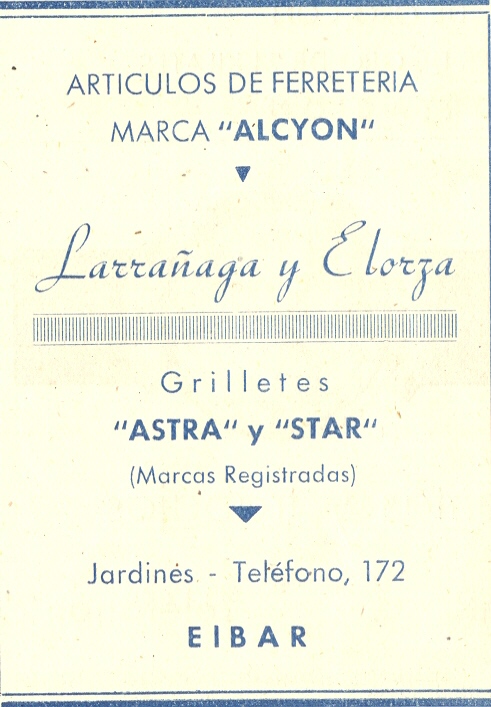 ARTICULOS DE FERRETERIA
MARCA "ALCYON"
Larrañaga y Elorza
Grilletes
"ASTRA" y "STAR"
(Marcas Registradas)
Jardines - Teléfono, 172
EIBAR